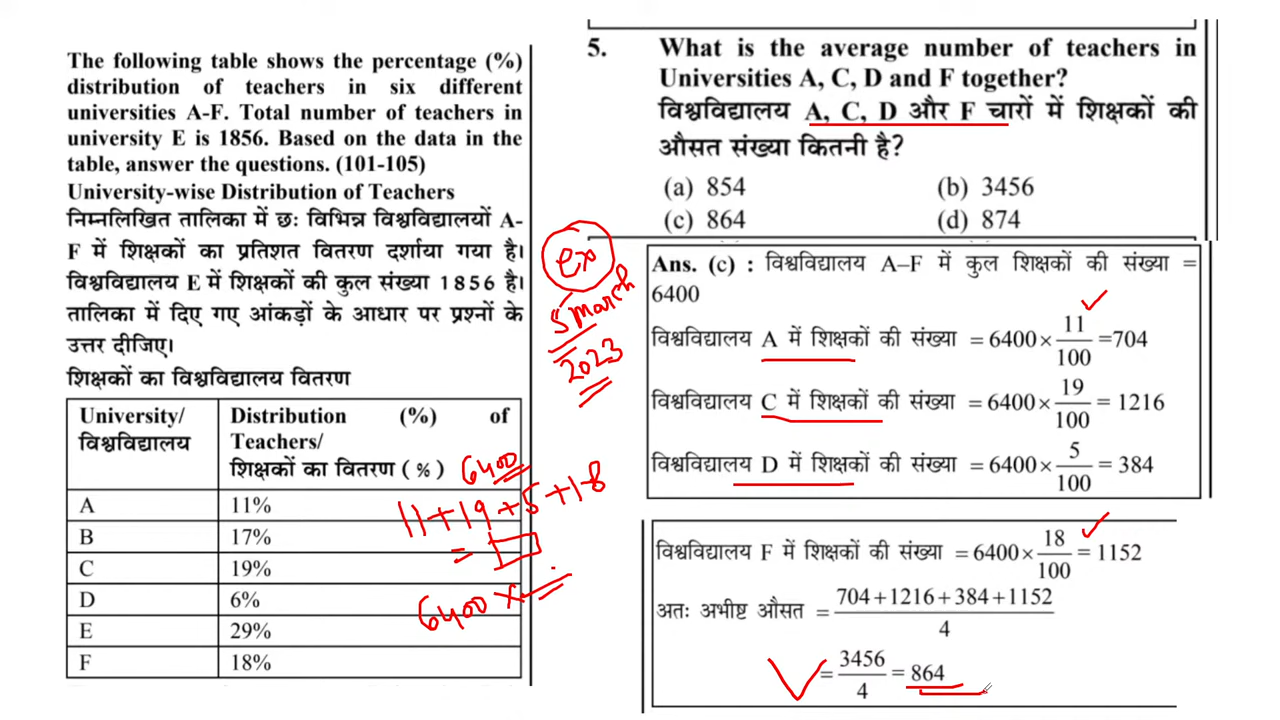 The following table shows the percentage (%)
distribution of teachers in six different
universities A-F. Total number of teachers in
university E is 1856. Based on the data in the
table, answer the questions. (101-105)
University-wise Distribution of Teachers
निम्नलिखित तालिका में छः विभिन्न विश्वविद्यालयों A-
F में शिक्षकों का प्रतिशत वितरण दर्शाया गया है।
विश्वविद्यालय E में शिक्षकों की कुल संख्या 1856 है।
तालिका में दिए गए आंकड़ों के आधार पर प्रश्नों के
उत्तर दीजिए।
शिक्षकों का विश्वविद्यालय वितरण
University/ Distribution (%) of
विश्वविद्यालय Teachers/
शिक्षकों का वितरण ( % )
A 11%
B 17%
C 19%
D 6%
E 29%
F 18%
6400
11+19+5+18
=
6400 ×
ex
5 March
2023
5. What is the average number of teachers in
Universities A, C, D and F together?
विश्वविद्यालय A, C, D और F चारों में शिक्षकों की
औसत संख्या कितनी है?
(a) 854 (b) 3456
(c) 864 (d) 874
Ans. (c) : विश्वविद्यालय A–F में कुल शिक्षकों की संख्या =
6400
विश्वविद्यालय A में शिक्षकों की संख्या = 6400 × 11/100 =704
विश्वविद्यालय C में शिक्षकों की संख्या = 6400 × 19/100 = 1216
विश्वविद्यालय D में शिक्षकों की संख्या = 6400 × 5/100 = 384
विश्वविद्यालय F में शिक्षकों की संख्या = 6400 × 18/100 = 1152
अतः अभीष्ट औसत = 704+1216+384+1152/4
= 3456/4 = 864